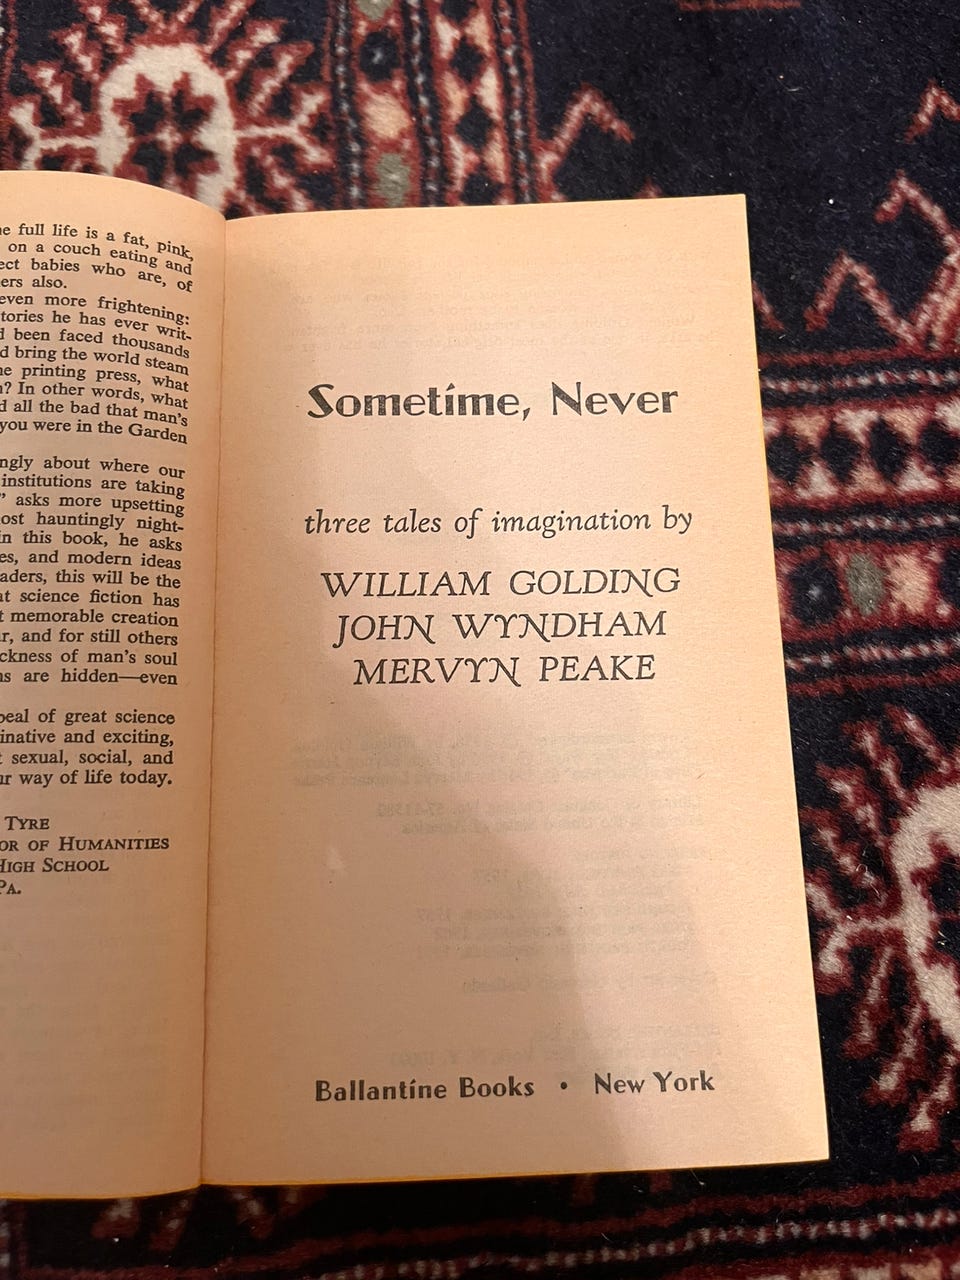 e full life is a fat, pink,
on a couch eating and
ect babies who are, of
ers also.
even more frightening:
tories he has ever writ-
d been faced thousands
d bring the world steam
e printing press, what
? In other words, what
d all the bad that man's
you were in the Garden
ngly about where our
institutions are taking
" asks more upsetting
ost hauntingly night-
n this book, he asks
es, and modern ideas
aders, this will be the
at science fiction has
t memorable creation
r, and for still others
ckness of man's soul
ns are hidden—even
peal of great science
inative and exciting,
t sexual, social, and
ur way of life today.
TYRE
OR OF HUMANITIES
HIGH SCHOOL
PA.
Sometime, Never
three tales of imagination by
WILLIAM GOLDING
JOHN WYNDHAM
MERVYN PEAKE
Ballantine Books • New York